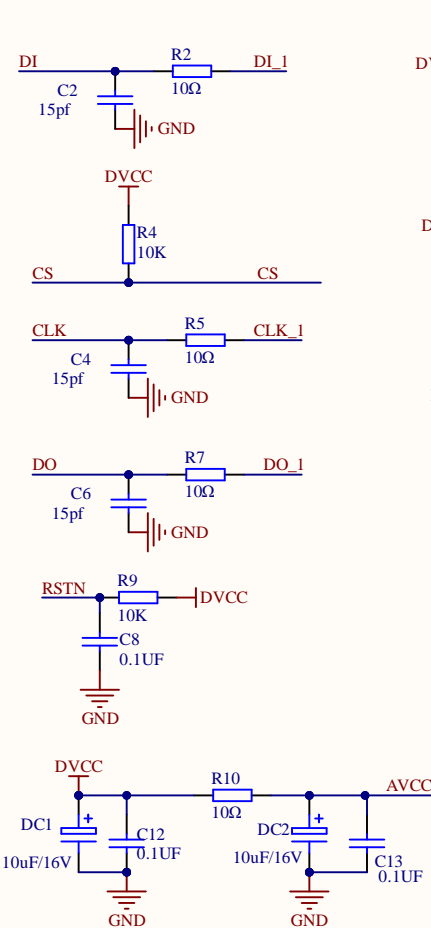 DI
R2
DI_1
DV
C2
10Ω
15pf
GND
DVCC
R4
10K
D
CS
CS
CLK
R5
CLK_1
C4
10Ω
15pf
GND
DO
R7
DO_1
C6
10Ω
15pf
GND
RSTN
R9
DVCC
10K
C8
0.1UF
GND
DVCC
R10
AVCC
10Ω
DC1
+
C12
DC2
+
10uF/16V
0.1UF
10uF/16V
C13
0.1UF
GND
GND